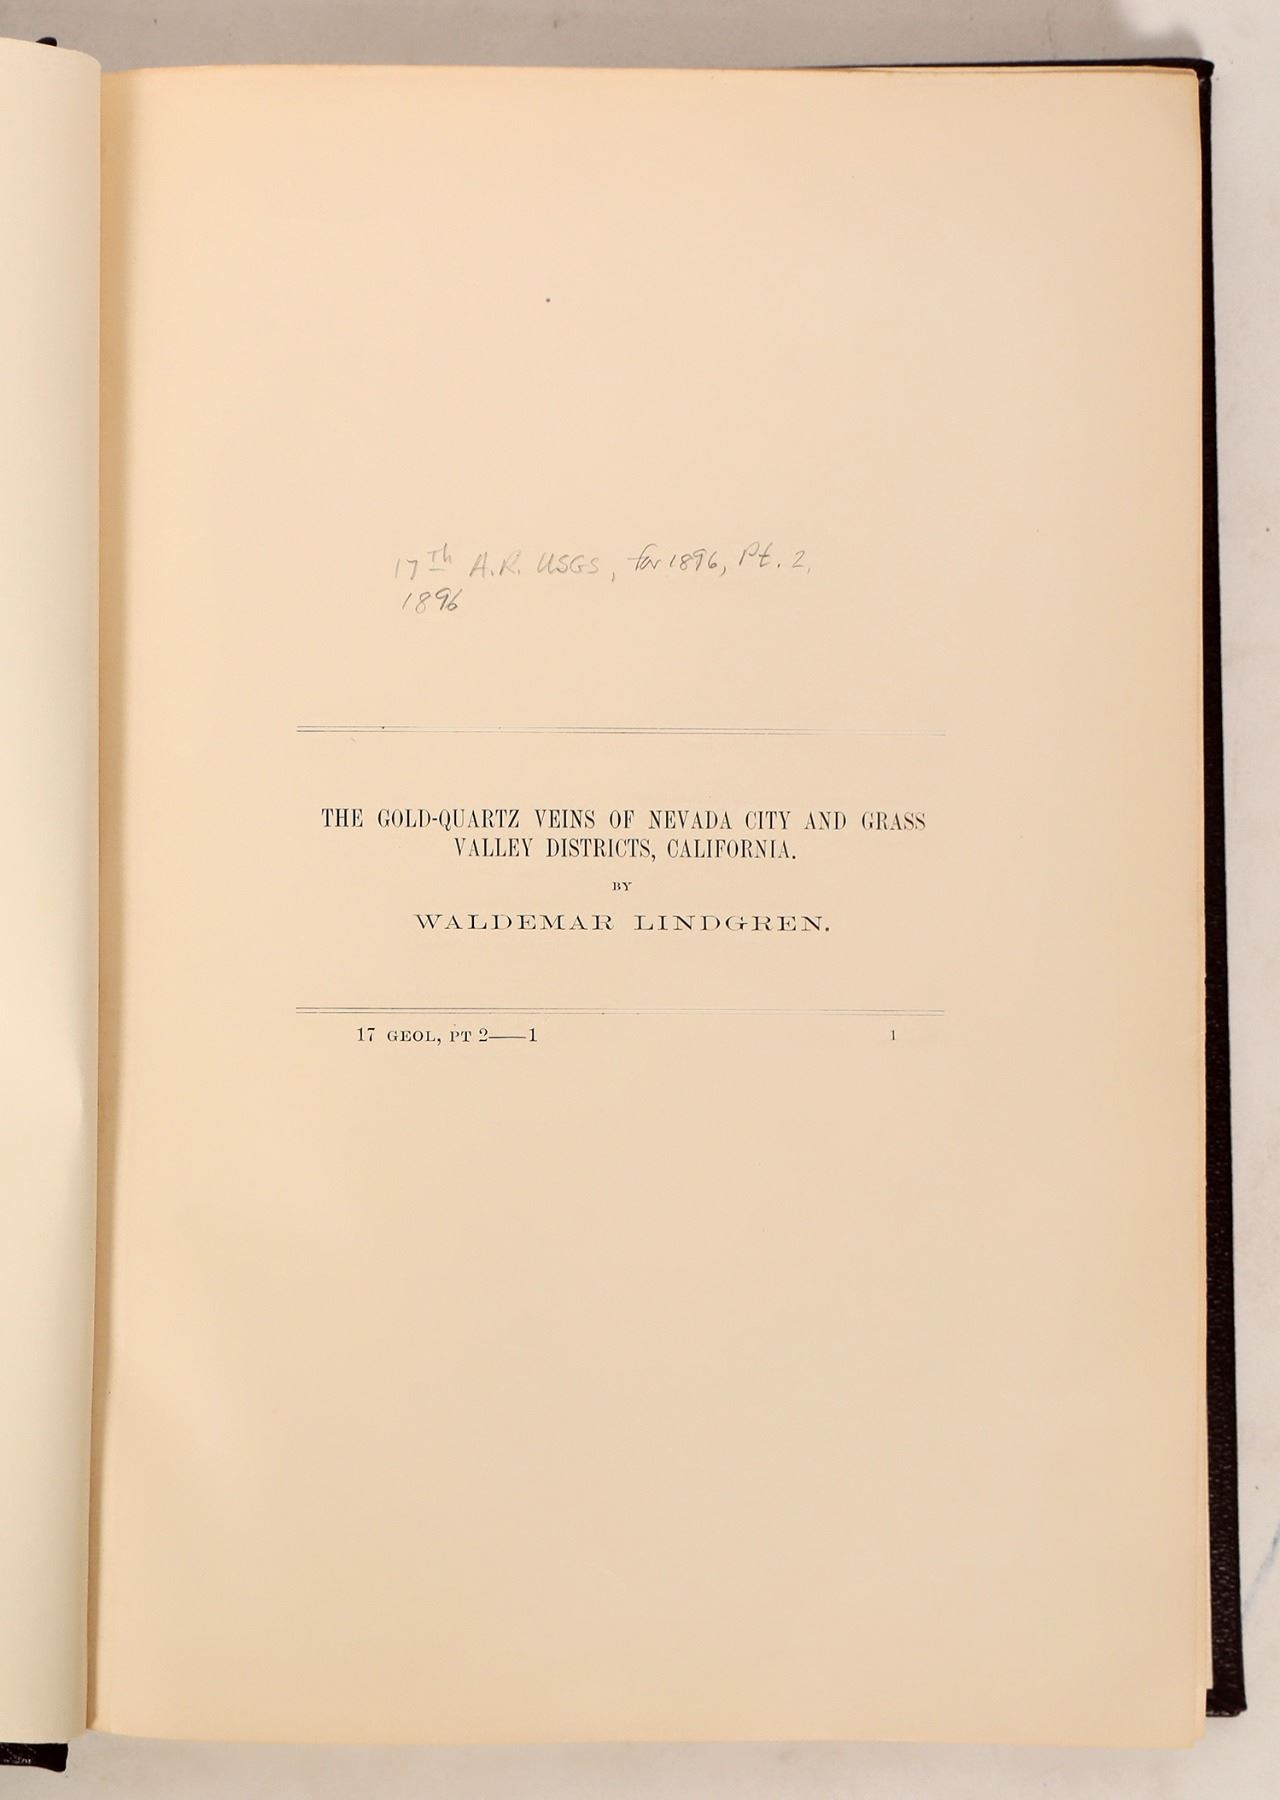 17th A.R. USGS, for 1896, Pt. 2,
1896
THE GOLD-QUARTZ VEINS OF NEVADA CITY AND GRASS
VALLEY DISTRICTS, CALIFORNIA.
BY
WALDEMAR LINDGREN.
17 GEOL, PT 2——1 1